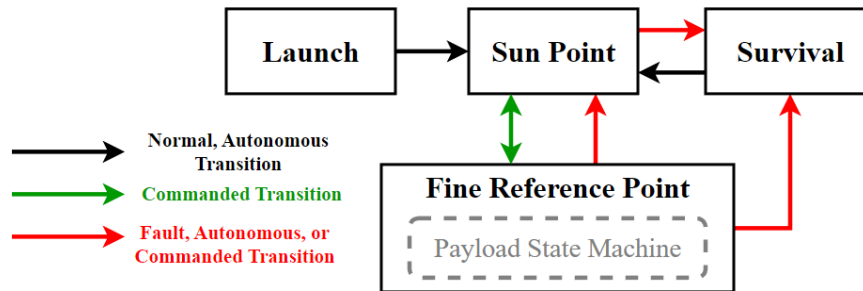 Launch
Sun Point
Survival
Normal, Autonomous
Transition
Commanded Transition
Fault, Autonomous, or
Commanded Transition
Fine Reference Point
Payload State Machine